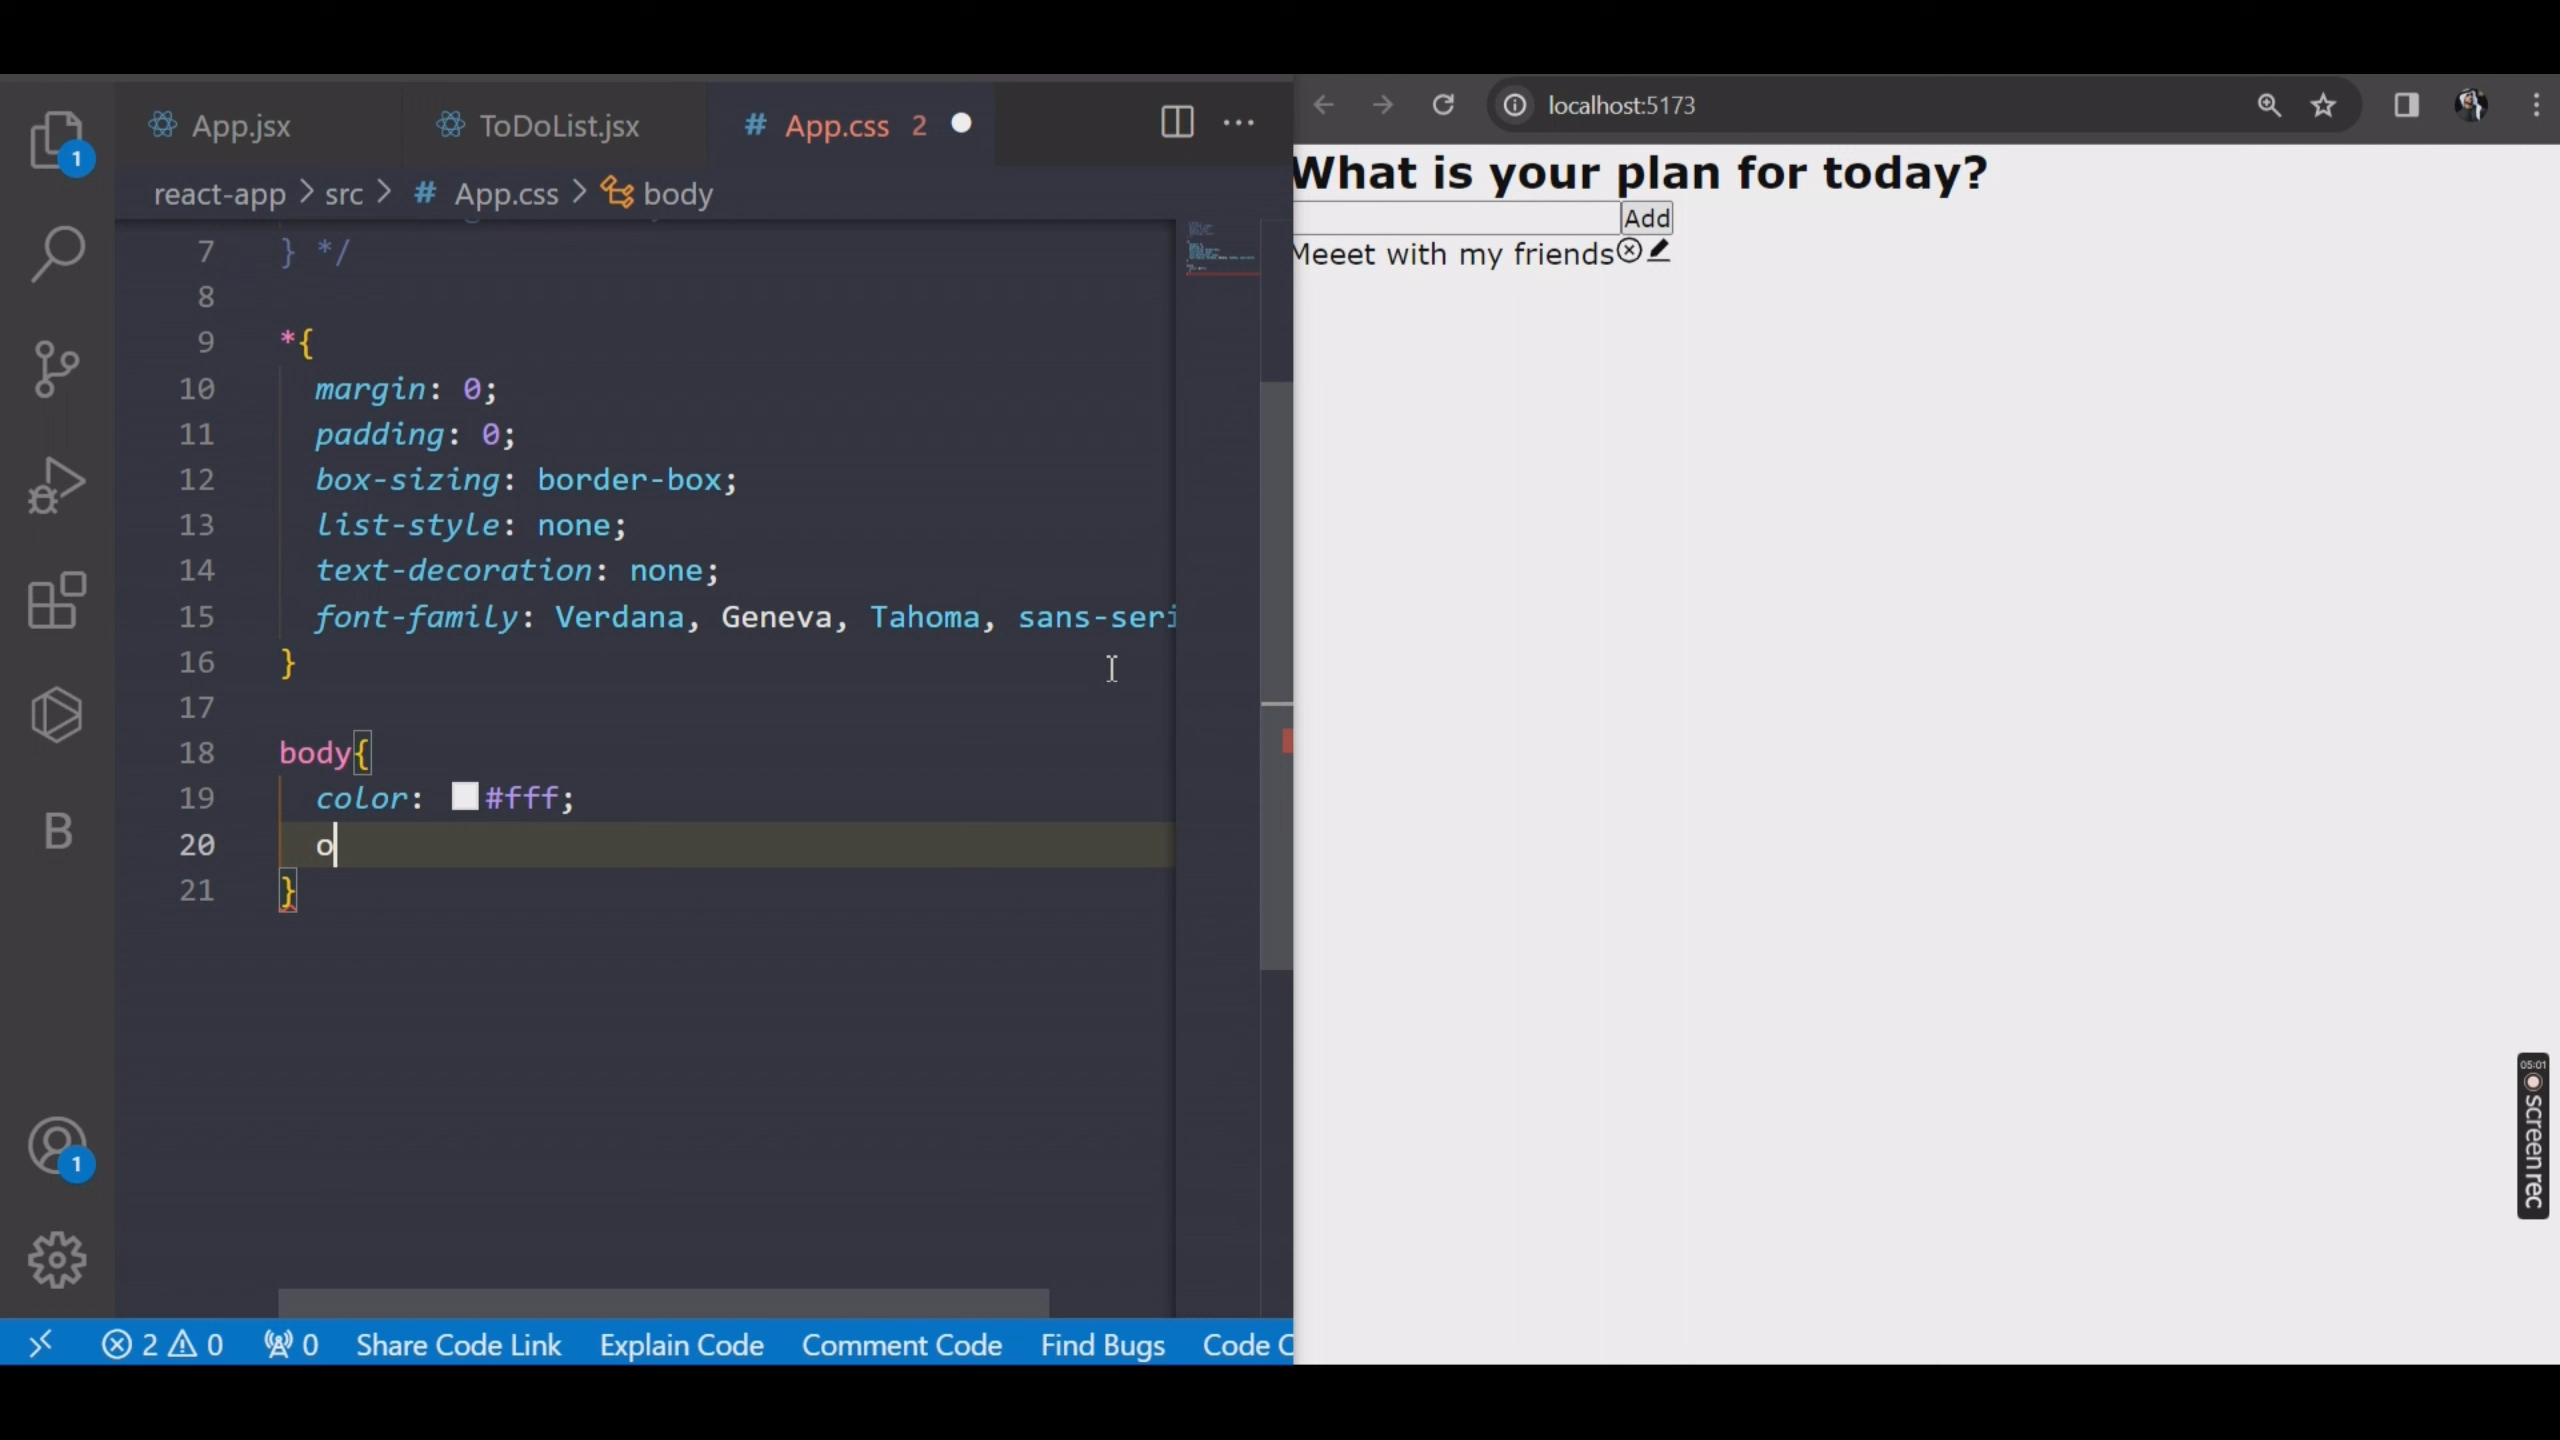 App.jsx
ToDoList.jsx
# App.css 2
react-app > src > # App.css > body
7 } */
8
9 *{
10 margin: 0;
11 padding: 0;
12 box-sizing: border-box;
13 list-style: none;
14 text-decoration: none;
15 font-family: Verdana, Geneva, Tahoma, sans-seri
16 }
17
18 body{
19 color: #fff;
20 o
21 }
1
B
1
2 0 0 Share Code Link Explain Code Comment Code Find Bugs Code C
localhost:5173
What is your plan for today?
Add
Meeet with my friends
05:01
screenrec